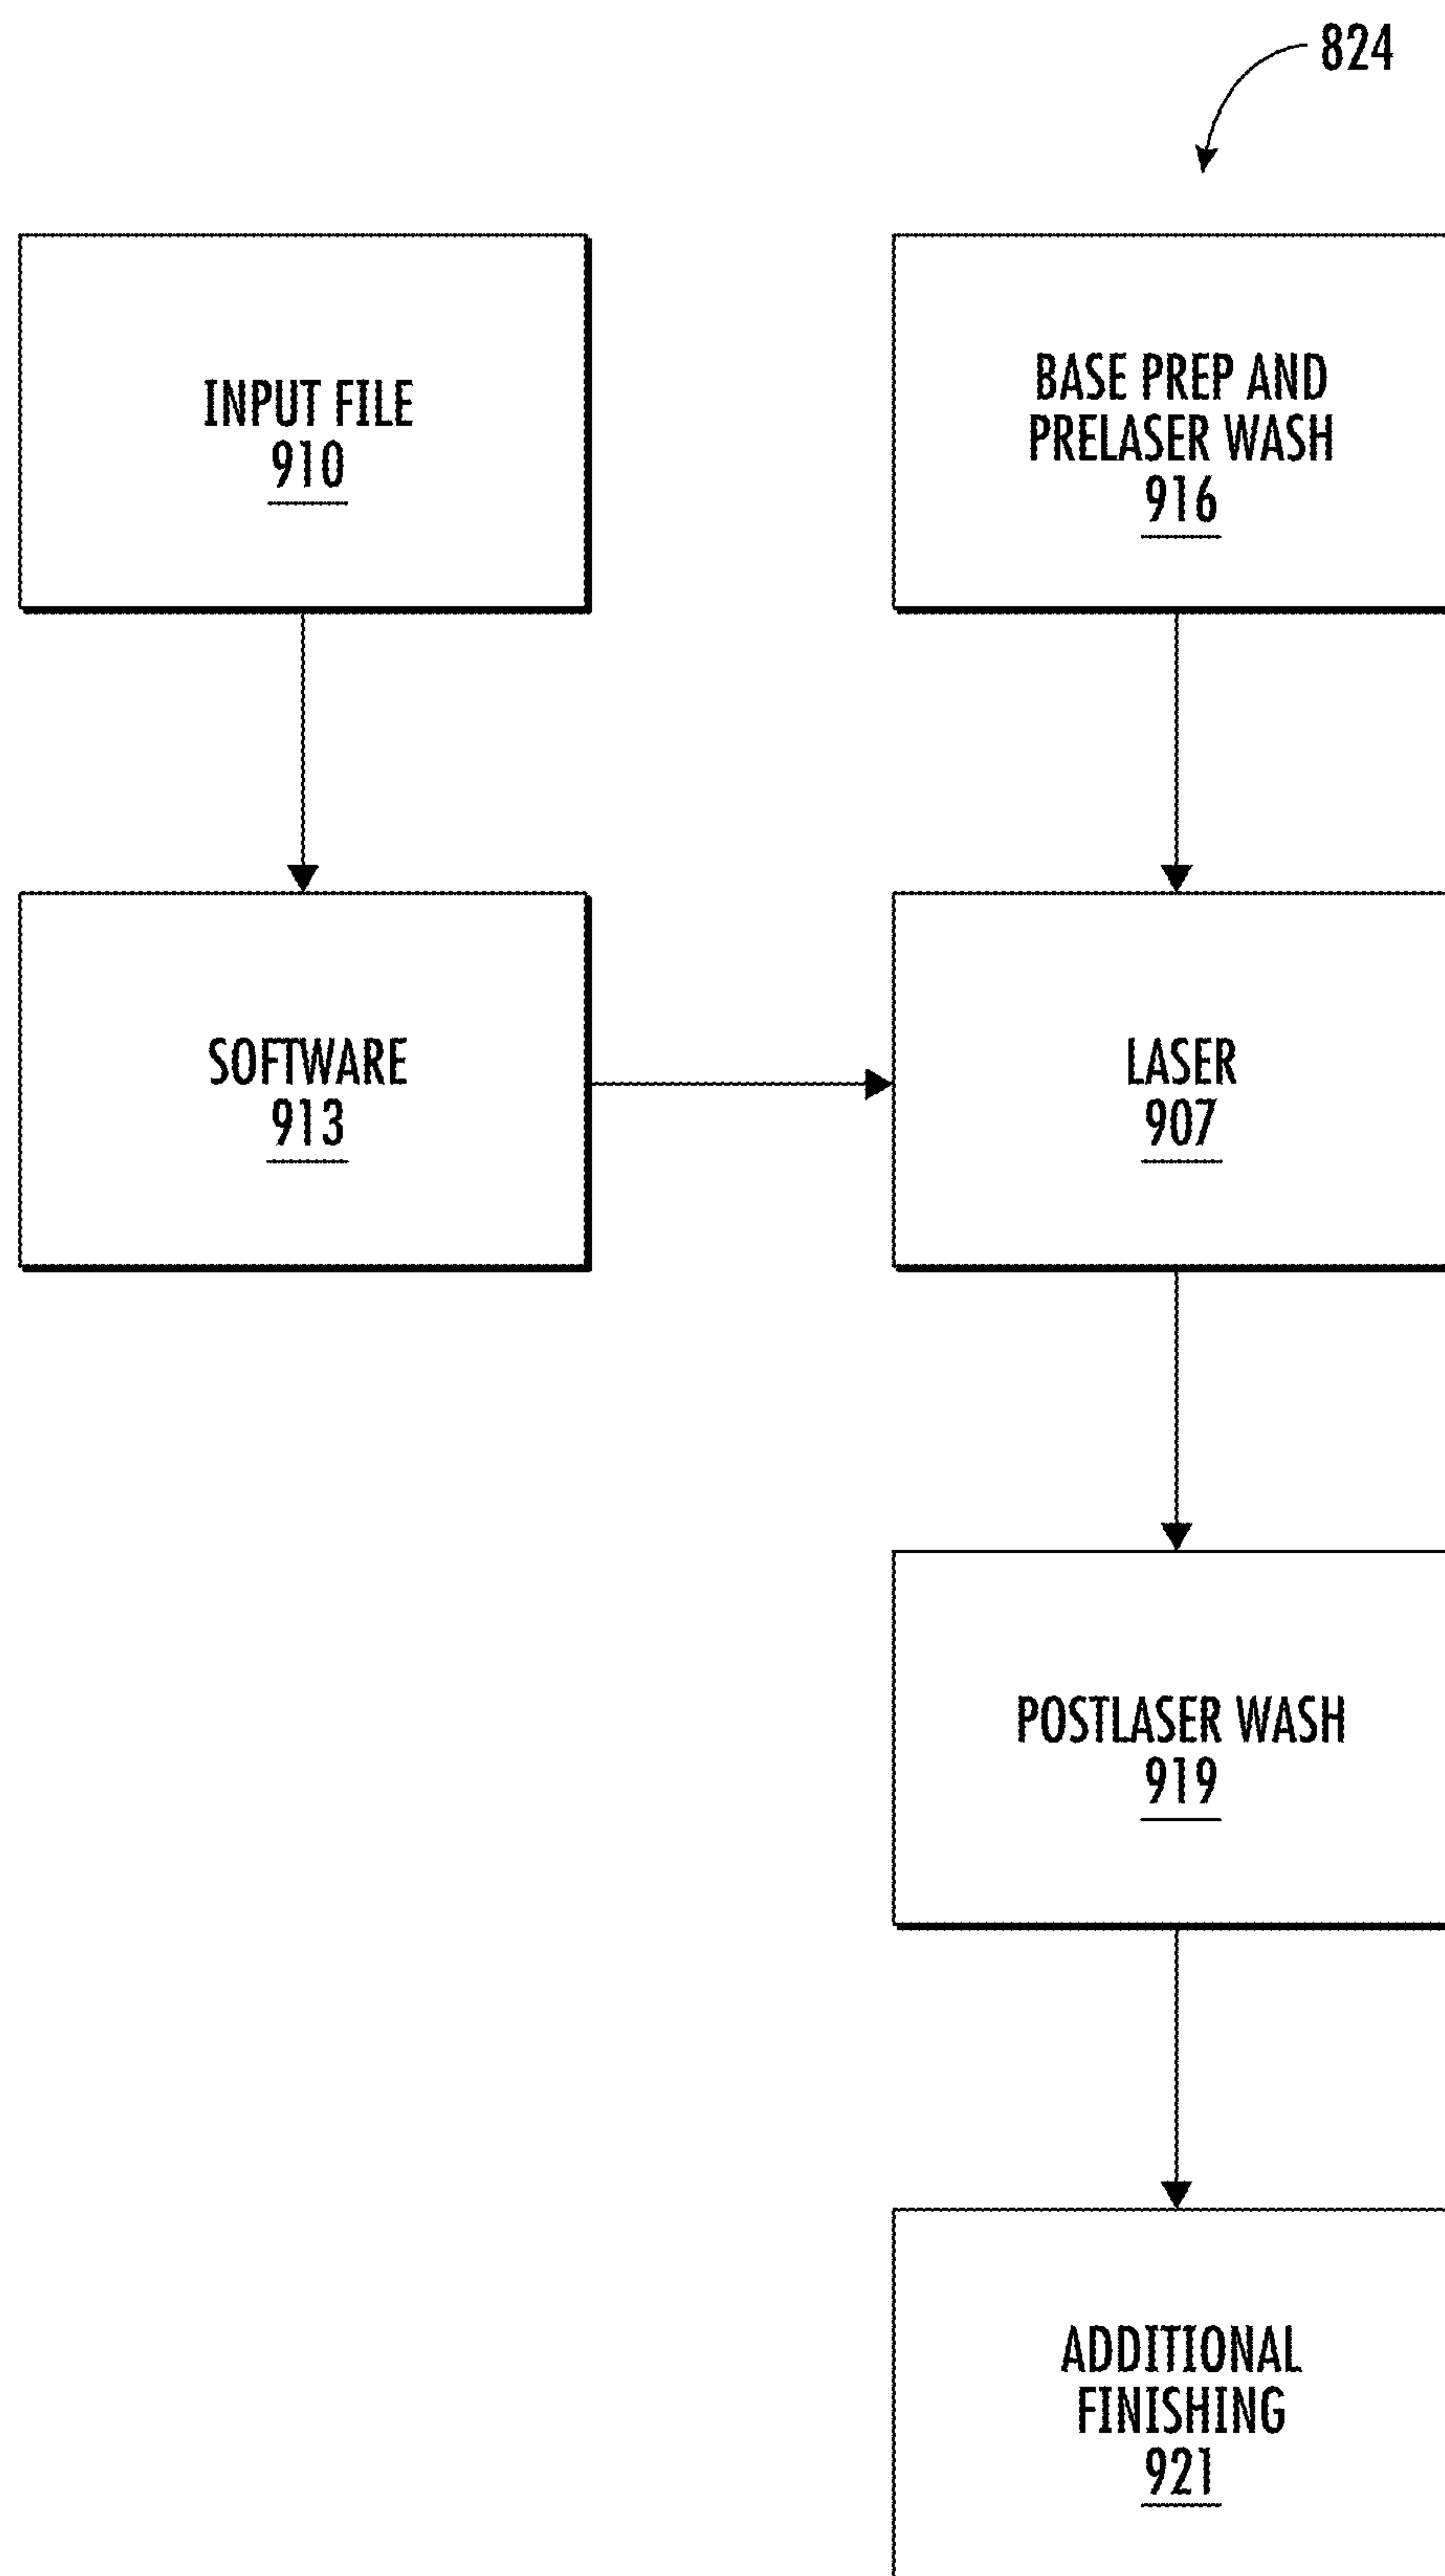 824
INPUT FILE
910
BASE PREP AND
PRELASER WASH
916
SOFTWARE
913
LASER
907
POSTLASER WASH
919
ADDITIONAL
FINISHING
921